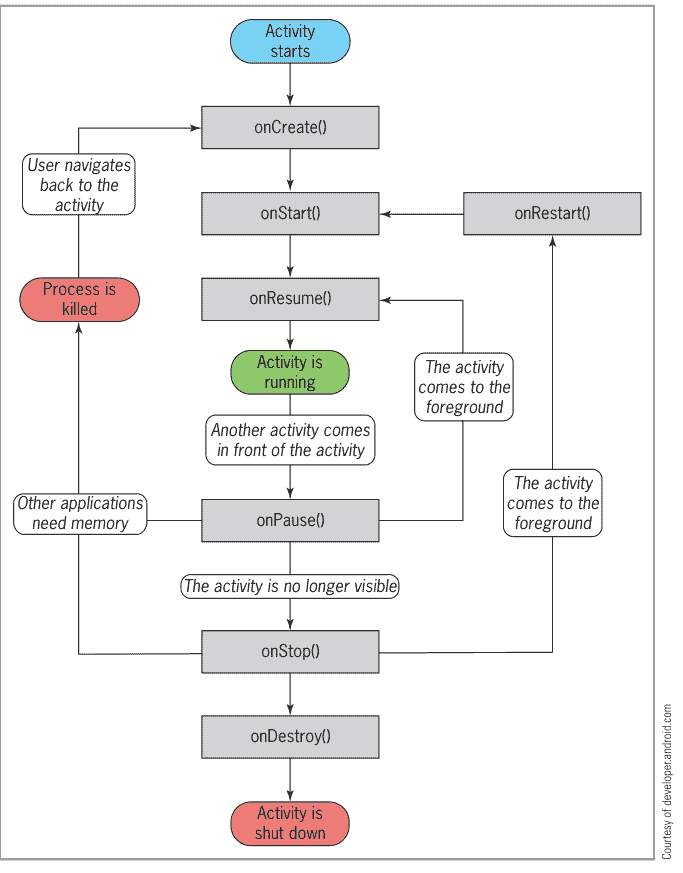 Activity
starts
onCreate()
User navigates
back to the
activity
onStart()
onRestart()
Process is
killed
onResume()
Activity is
running
The activity
comes to the
foreground
Another activity comes
in front of the activity
The activity
comes to the
foreground
Other applications
need memory
onPause()
The activity is no longer visible
onStop()
onDestroy()
Activity is
shut down
Courtesy of developer.android.com